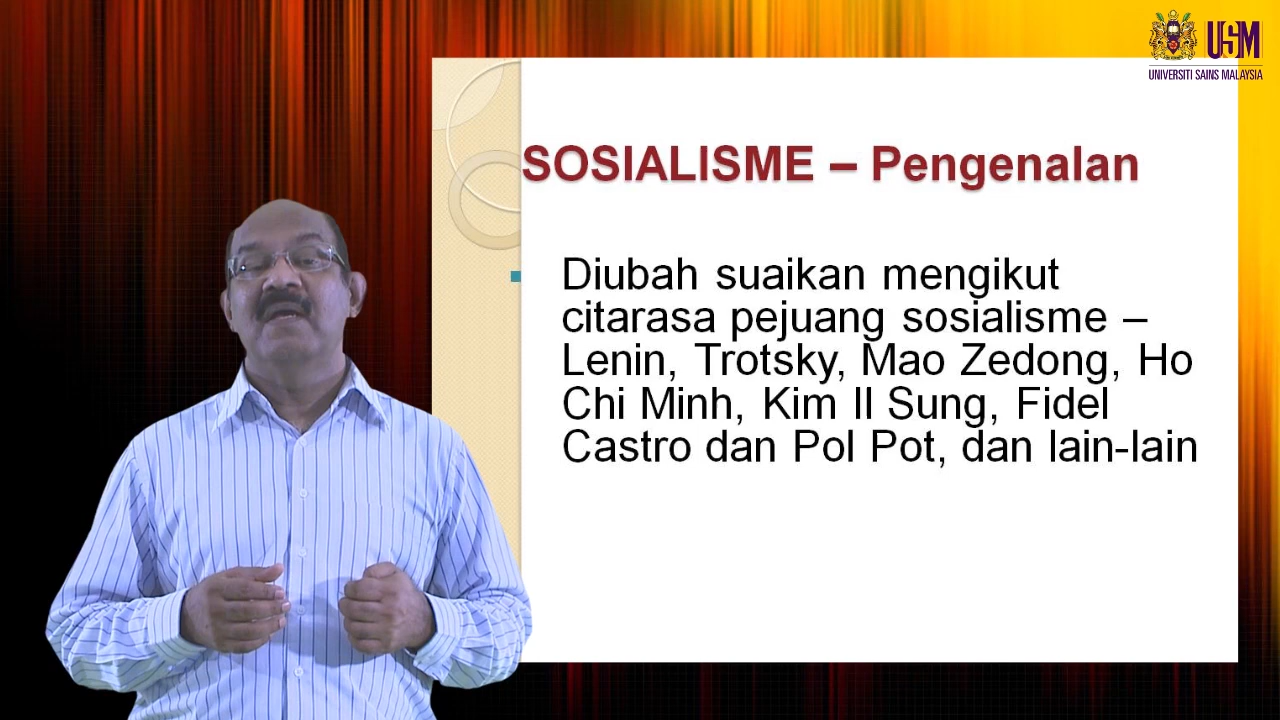 USM
UNIVERSITI SAINS MALAYSIA
SOSIALISME – Pengenalan
Diubah suaikan mengikut
citarasa pejuang sosialisme –
Lenin, Trotsky, Mao Zedong, Ho
Chi Minh, Kim Il Sung, Fidel
Castro dan Pol Pot, dan lain-lain